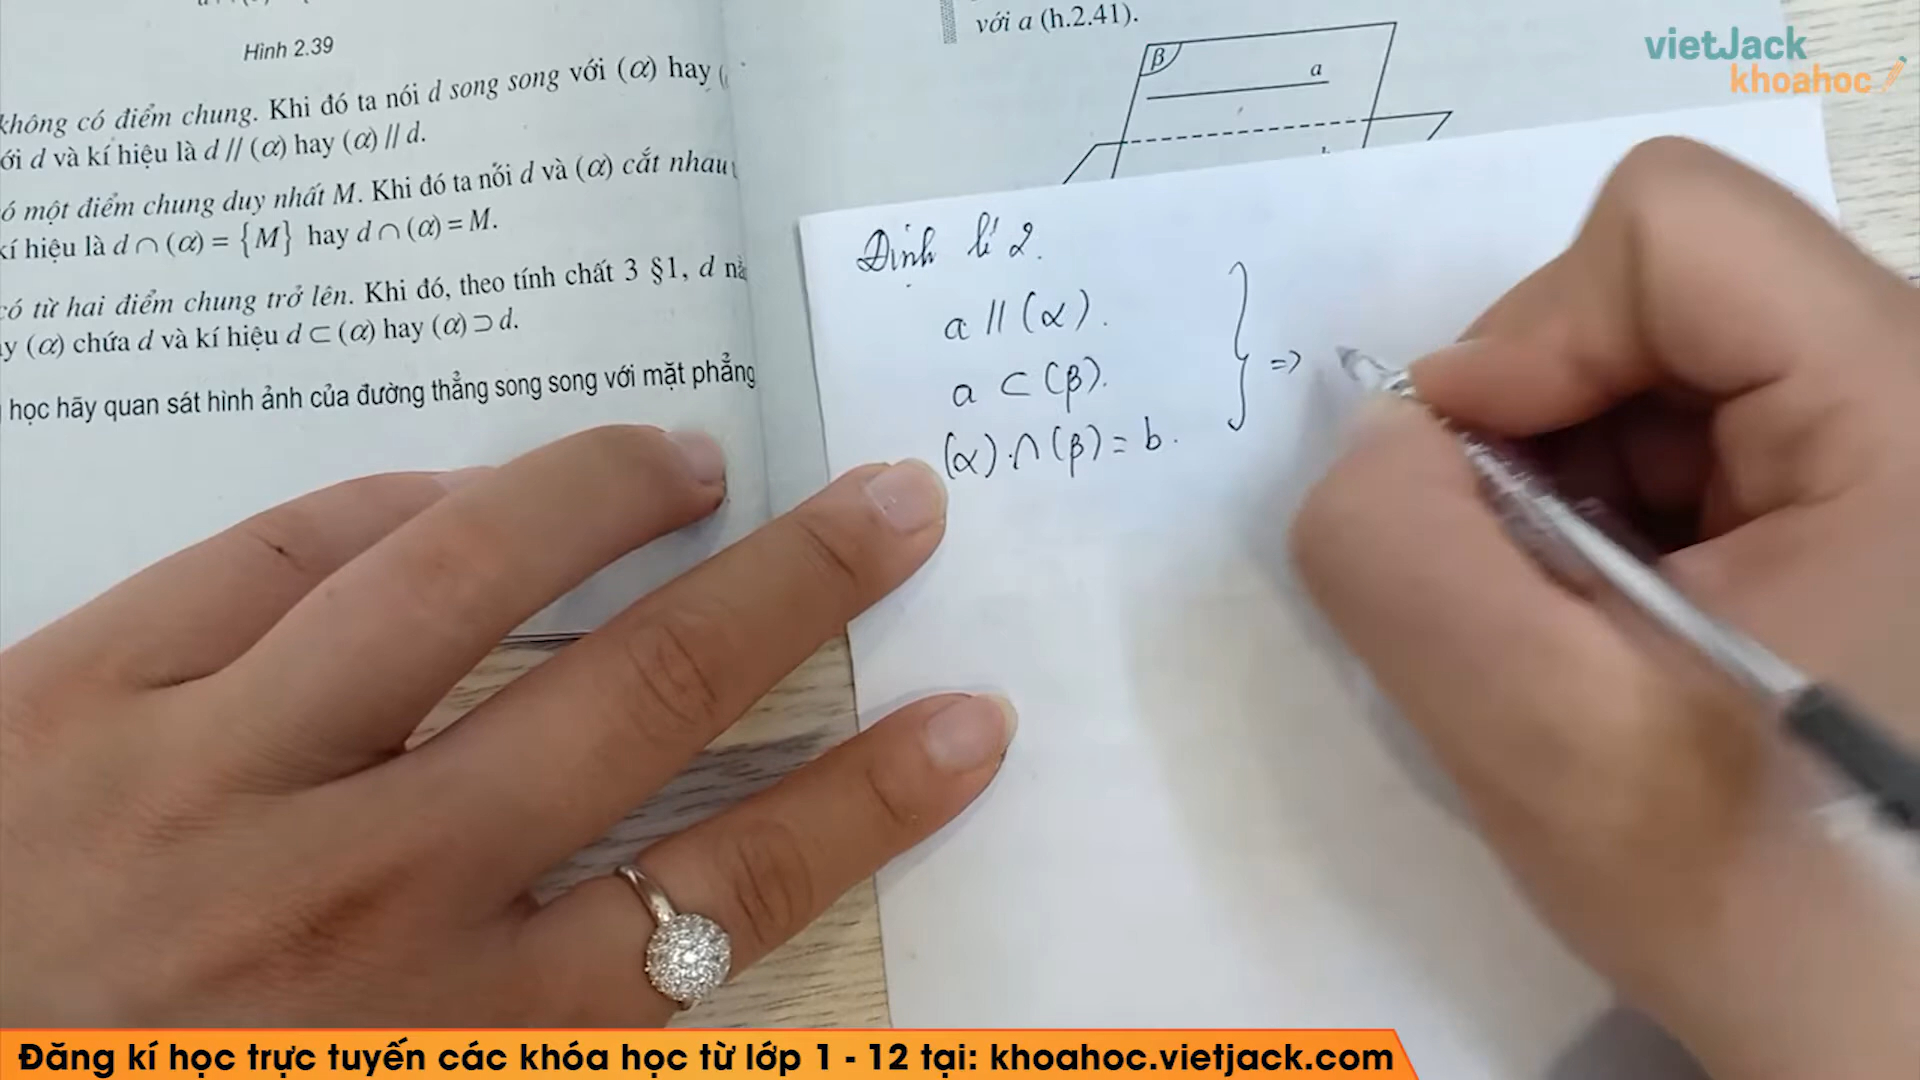 Hình 2.39
không có điểm chung. Khi đó ta nói d song song với (α) hay (
ới d và kí hiệu là d // (α) hay (α) // d.
ó một điểm chung duy nhất M. Khi đó ta nói d và (α) cắt nhau
kí hiệu là d ∩ (α) = {M} hay d ∩ (α) = M.
có từ hai điểm chung trở lên. Khi đó, theo tính chất 3 §1, d
y (α) chứa d và kí hiệu d ⊂ (α) hay (α) ⊃ d.
học hãy quan sát hình ảnh của đường thẳng song song với mặt phẳng
với a (h.2.41).
β
a
vietJack
khoahoc
Định lí 2.
a // (α).
a ⊂ (β).
(α) ∩ (β) = b.
=>
Đăng kí học trực tuyến các khóa học từ lớp 1 - 12 tại: khoahoc.vietjack.com